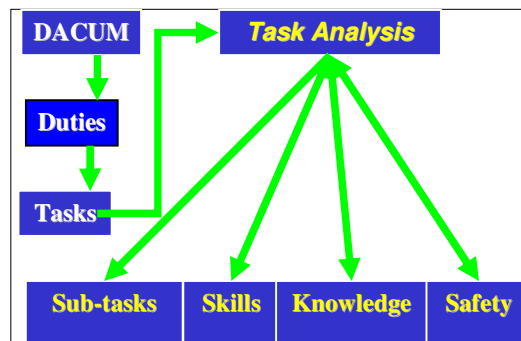 DACUM
Task Analysis
Duties
Tasks
Sub-tasks Skills Knowledge Safety